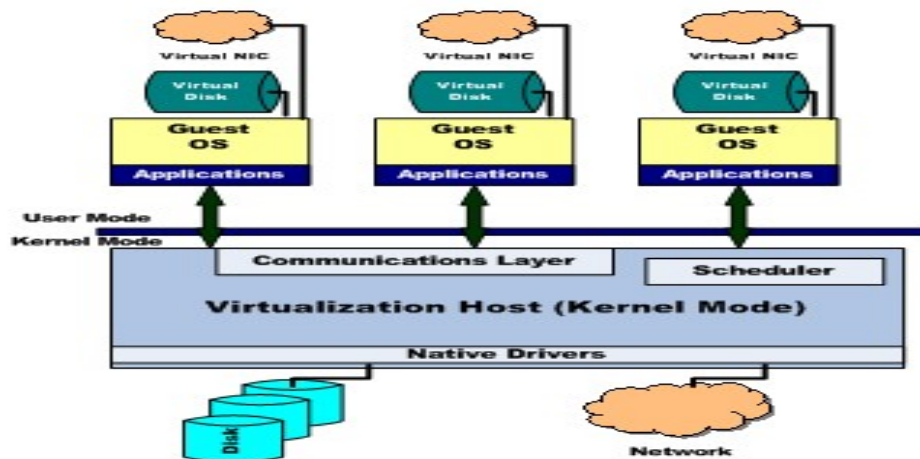 Virtual NIC
Virtual NIC
Virtual NIC
Virtual
Disk
Virtual
Disk
Virtual
Disk
Guest
OS
Guest
OS
Guest
OS
Applications
Applications
Applications
User Mode
Kernel Mode
Communications Layer
Scheduler
Virtualization Host (Kernel Mode)
Native Drivers
Disk
Network